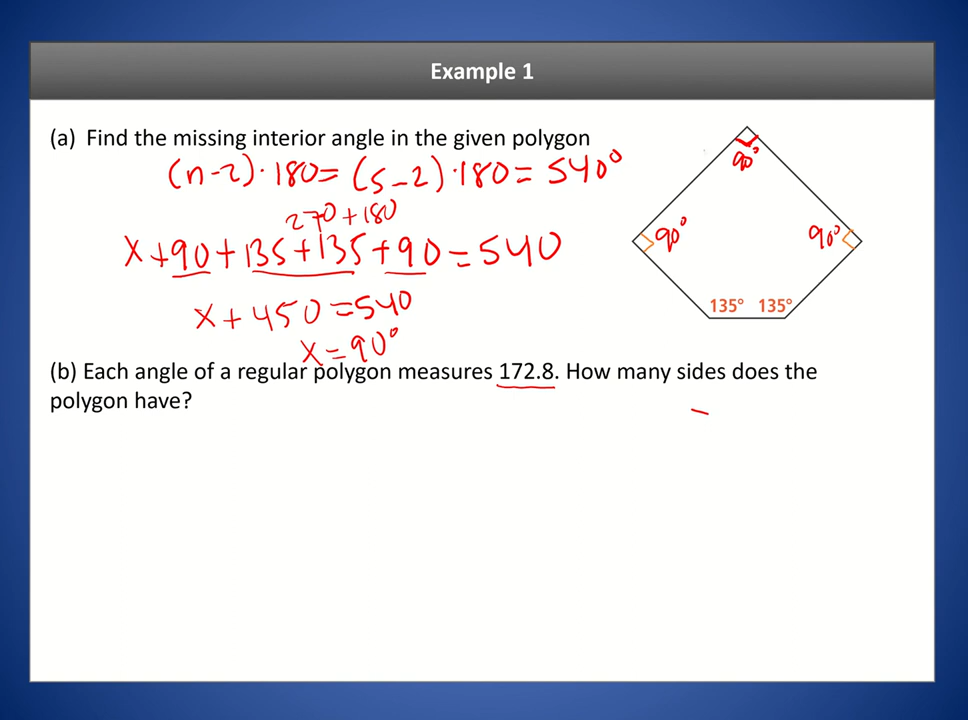 Example 1
(a) Find the missing interior angle in the given polygon
(n-2)·180= (5-2)·180= 540°
270+180
x+90+135+135+90=540
x+450=540
x=90°
90°
90°
90°
135° 135°
(b) Each angle of a regular polygon measures 172.8. How many sides does the
polygon have?